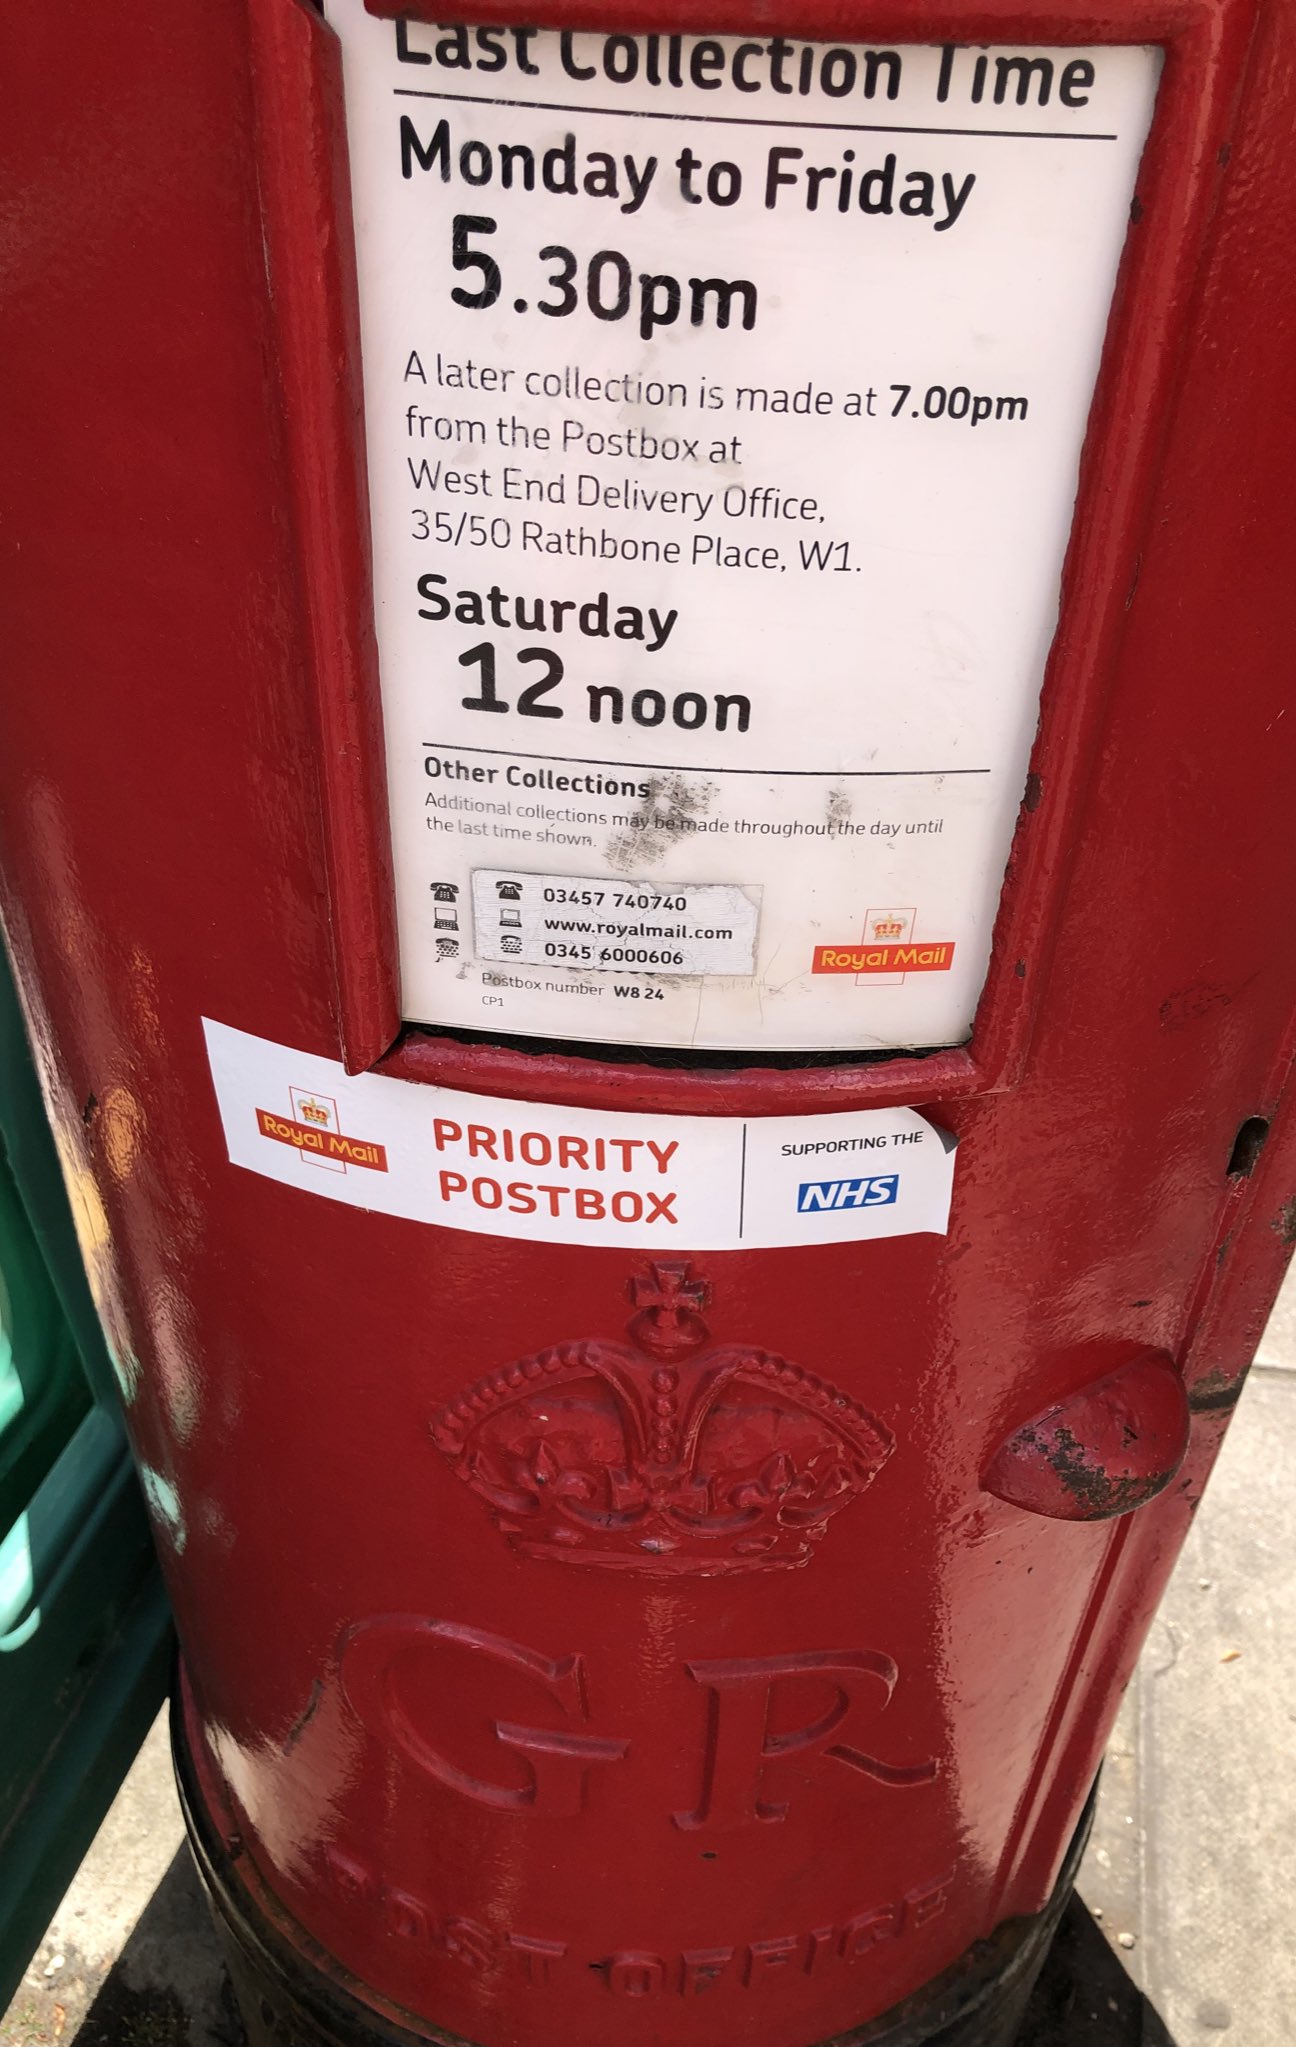 Last Collection Time
Monday to Friday
5.30pm
A later collection is made at 7.00pm
from the Postbox at
West End Delivery Office,
35/50 Rathbone Place, W1.
Saturday
12 noon
Other Collections
Additional collections may be made throughout the day until
the last time shown.
03457 740740
www.royalmail.com
0345 6000606
Postbox number W8 24
CP1
Royal Mail
Royal Mail
PRIORITY
POSTBOX
SUPPORTING THE
NHS
GR
POST OFFICE